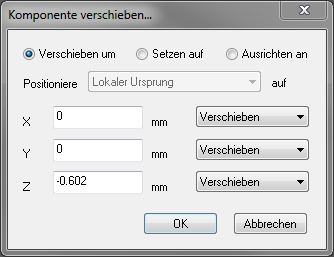 Komponente verschieben...
Verschieben um Setzen auf Ausrichten an
Positioniere Lokaler Ursprung auf
X 0 mm Verschieben
Y 0 mm Verschieben
Z -0.602 mm Verschieben
OK Abbrechen